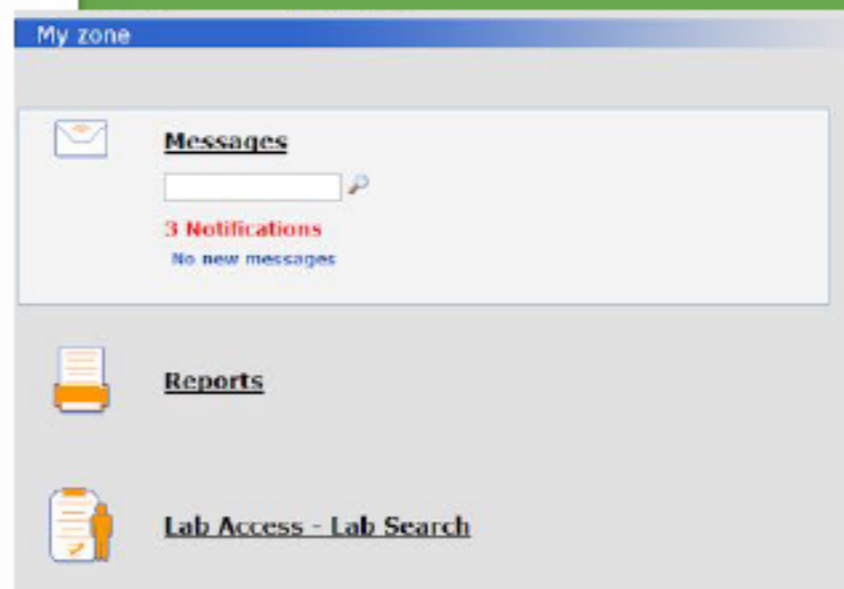 My zone
Messages
3 Notifications
No new messages
Reports
Lab Access - Lab Search